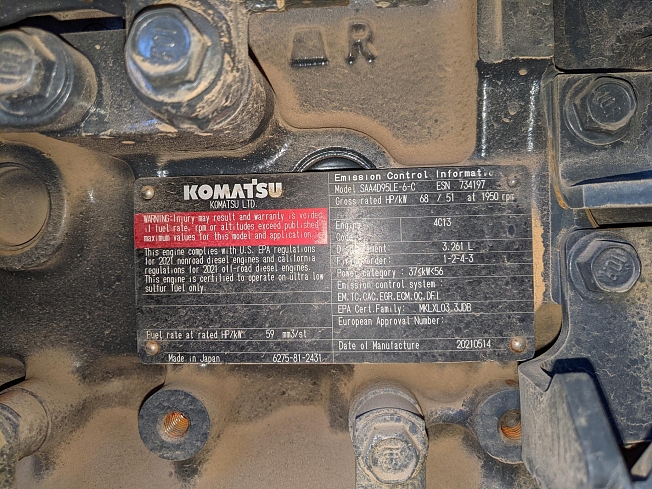 R
KOMATSU
KOMATSU LTD.
WARNING:Injury may result and warranty is voided
if fuel rate, rpm or altitudes exceed published
maximum values for this model and application.
This engine complies with U.S. EPA regulations
for 2021 nonroad diesel engines and california
regulations for 2021 off-road diesel engines.
This engine is certified to operate on ultra low
sulfur fuel only.
Fuel rate at rated HP/kW 59 mm3/st
Made in Japan 6275-81-2431
Emission Control Informatic
Model SAA4D95LE-6-C ESN 734197
Gross rated HP/kW 68 / 51 at 1950 rpm
Engine 4C13
3.261 L
1-2-4-3
Power category : 37≤kW<56
Emission control system
EM.TC.CAC.EGR.ECM.OC.DFI
EPA Cert.Family: MKLXL03.3JDB
European Approval Number:
Date of Manufacture 20210514